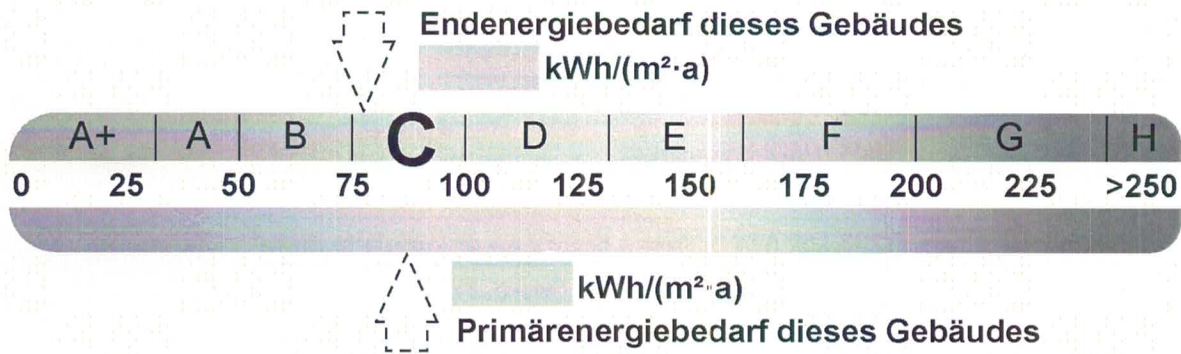 Endenergiebedarf dieses Gebäudes
kWh/(m²·a)
A+ A B C D E F G H
0 25 50 75 100 125 150 175 200 225 >250
kWh/(m²·a)
Primärenergiebedarf dieses Gebäudes